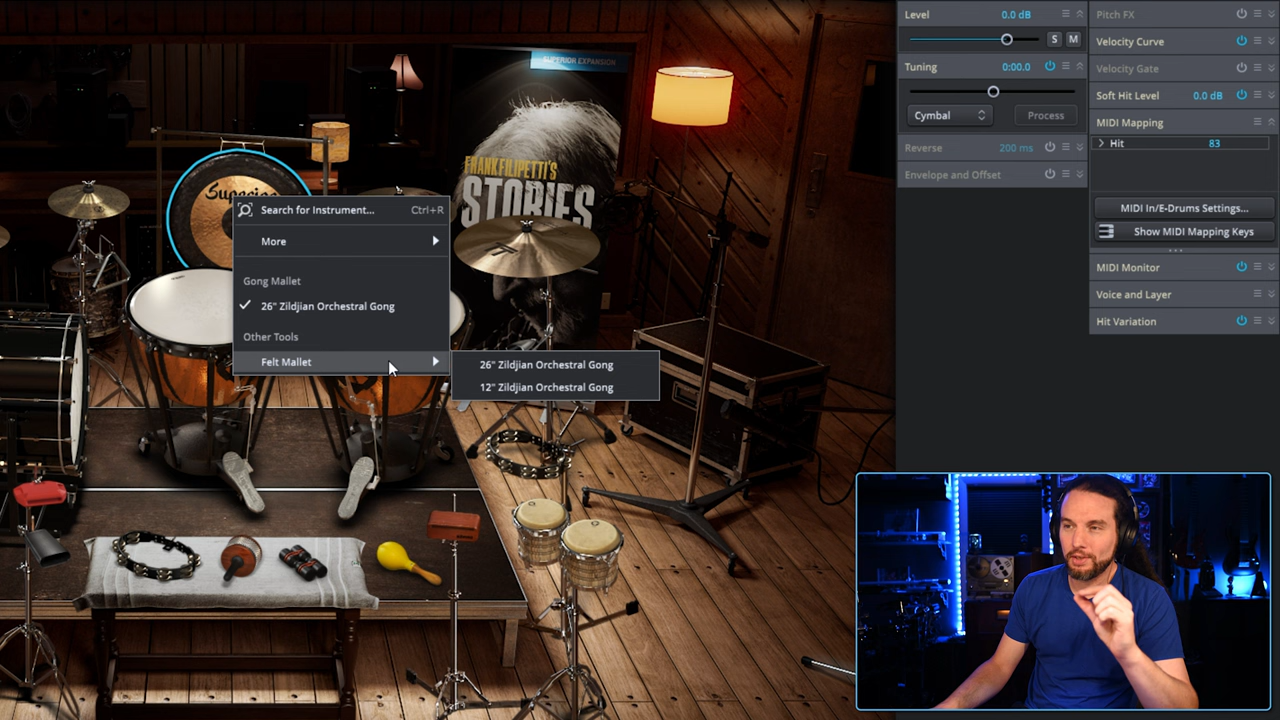 Level 0.0 dB
S M
Tuning 0:00.0
Cymbal Process
Reverse 200 ms
Envelope and Offset
Pitch FX
Velocity Curve
Velocity Gate
Soft Hit Level 0.0 dB
MIDI Mapping
Hit 83
MIDI In/E-Drums Settings...
Show MIDI Mapping Keys
MIDI Monitor
Voice and Layer
Hit Variation
SUPERIOR EXPANSION
FRANK FILIPETTI'S
STORIES
Superior
Search for Instrument... Ctrl+R
More
Gong Mallet
26" Zildjian Orchestral Gong
Other Tools
Felt Mallet
26" Zildjian Orchestral Gong
12" Zildjian Orchestral Gong